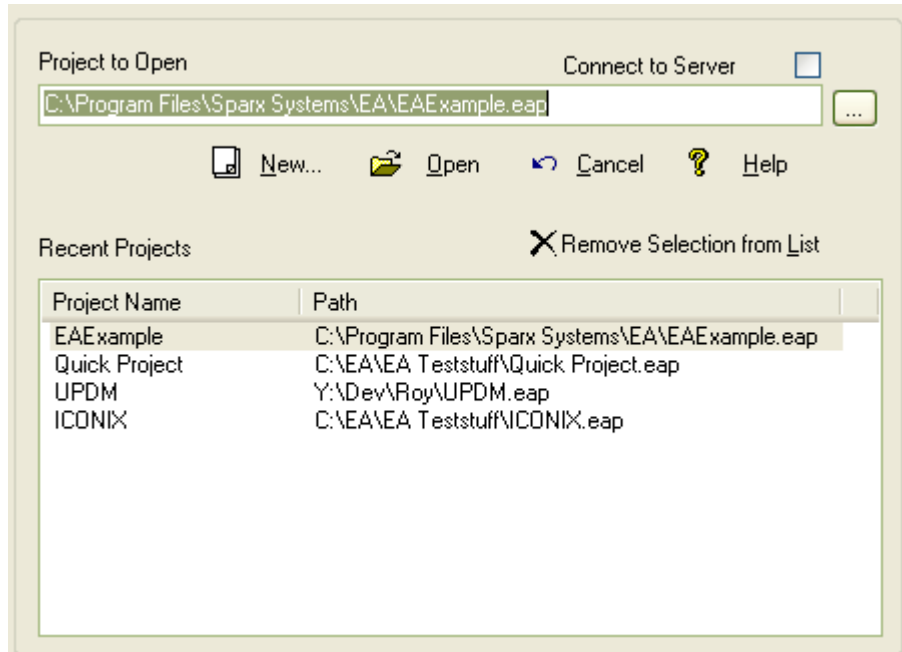 Project to Open Connect to Server
C:\Program Files\Sparx Systems\EA\EAExample.eap ...
New... Open Cancel Help
Recent Projects Remove Selection from List
Project Name Path
EAExample C:\Program Files\Sparx Systems\EA\EAExample.eap
Quick Project C:\EA\EA Teststuff\Quick Project.eap
UPDM Y:\Dev\Roy\UPDM.eap
ICONIX C:\EA\EA Teststuff\ICONIX.eap